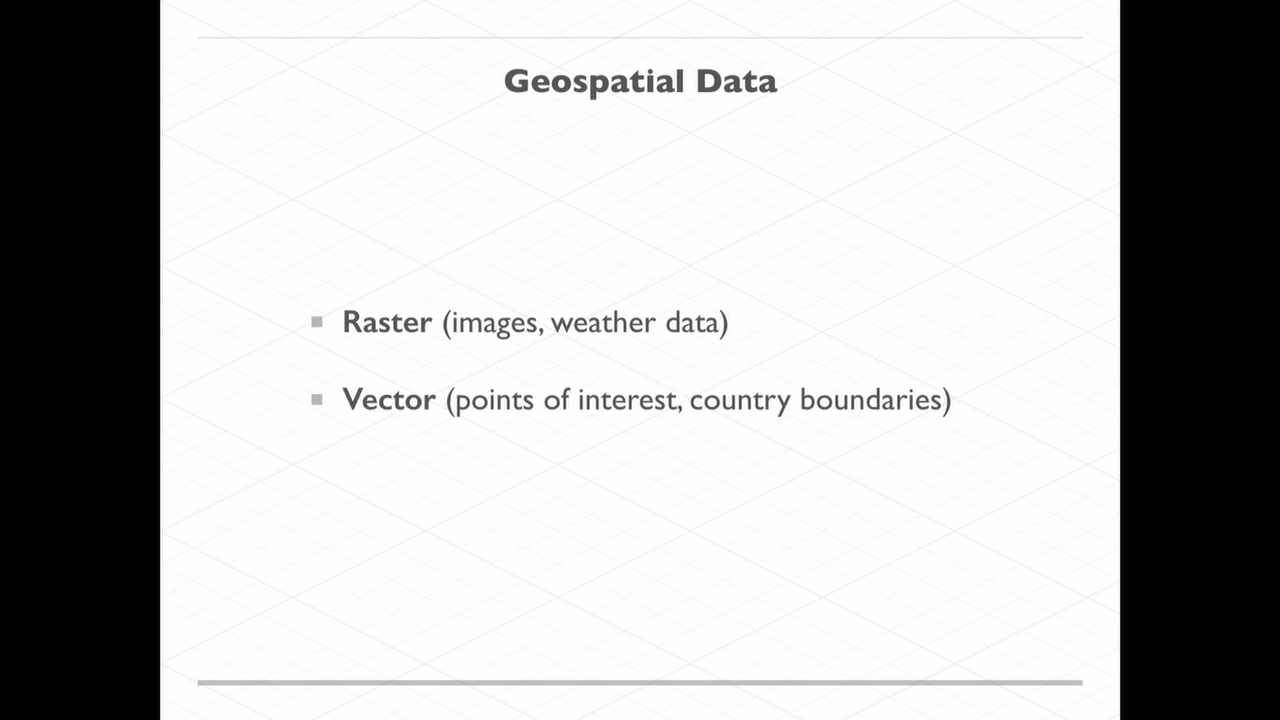 Geospatial Data
Raster (images, weather data)
Vector (points of interest, country boundaries)